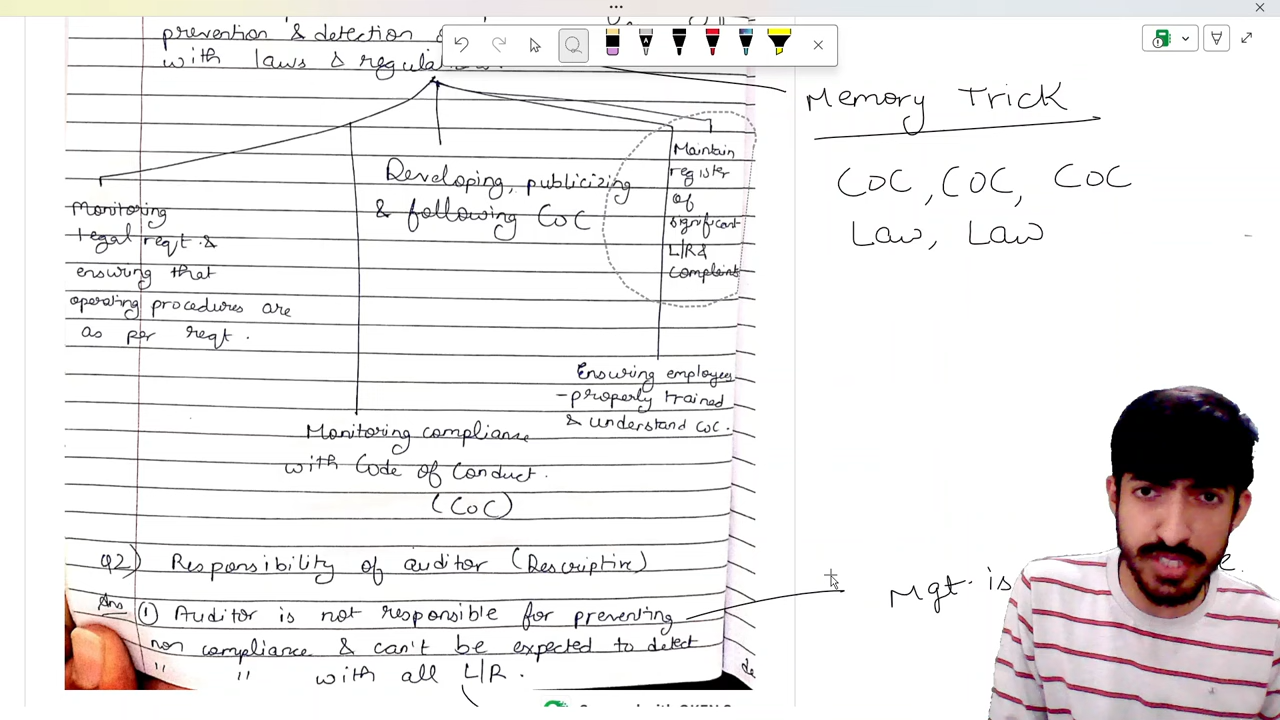 prevention & detection
with laws & regulation.
Memory Trick
COC, COC, COC
Law, Law
Monitoring
legal reqt. &
ensuring that
operating procedures are
as per reqt.
Developing, publicizing
& following CoC
Maintain
register
of
significant
L/R &
Complaint
Ensuring employees
properly trained
& understand CoC.
Monitoring compliance
with Code of Conduct.
(CoC)
Q2) Responsibility of auditor (Descriptive)
Ans ① Auditor is not responsible for preventing
non compliance & can't be expected to detect
" " with all L/R.
Mgt. is
de